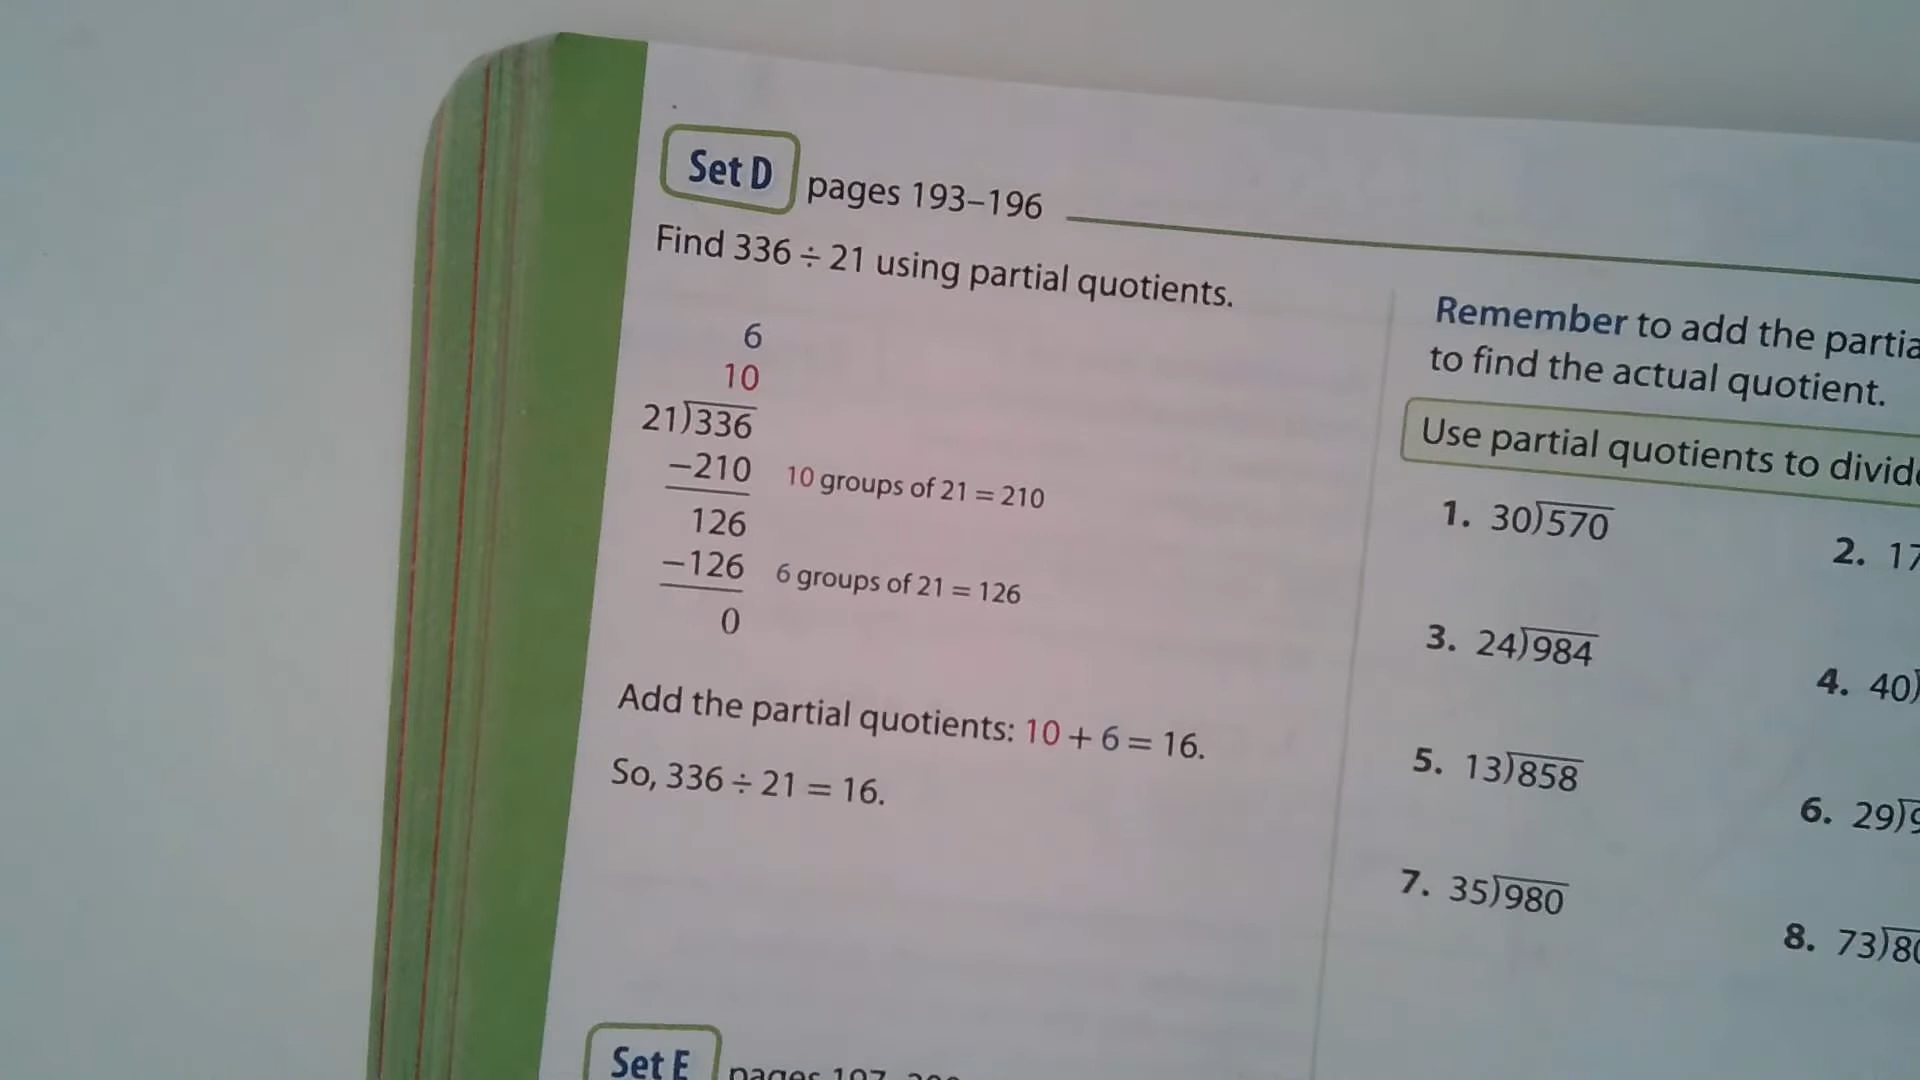 Set D pages 193–196
Find 336 ÷ 21 using partial quotients.
6
10
21)336
−210 10 groups of 21 = 210
126
−126 6 groups of 21 = 126
0
Add the partial quotients: 10 + 6 = 16.
So, 336 ÷ 21 = 16.
Remember to add the
to find the actual quotient.
Use partial quotients to
1. 30)570
2. 17
3. 24)984
4. 40)
5. 13)858
6. 29)9
7. 35)980
8. 73)80
Set E pages